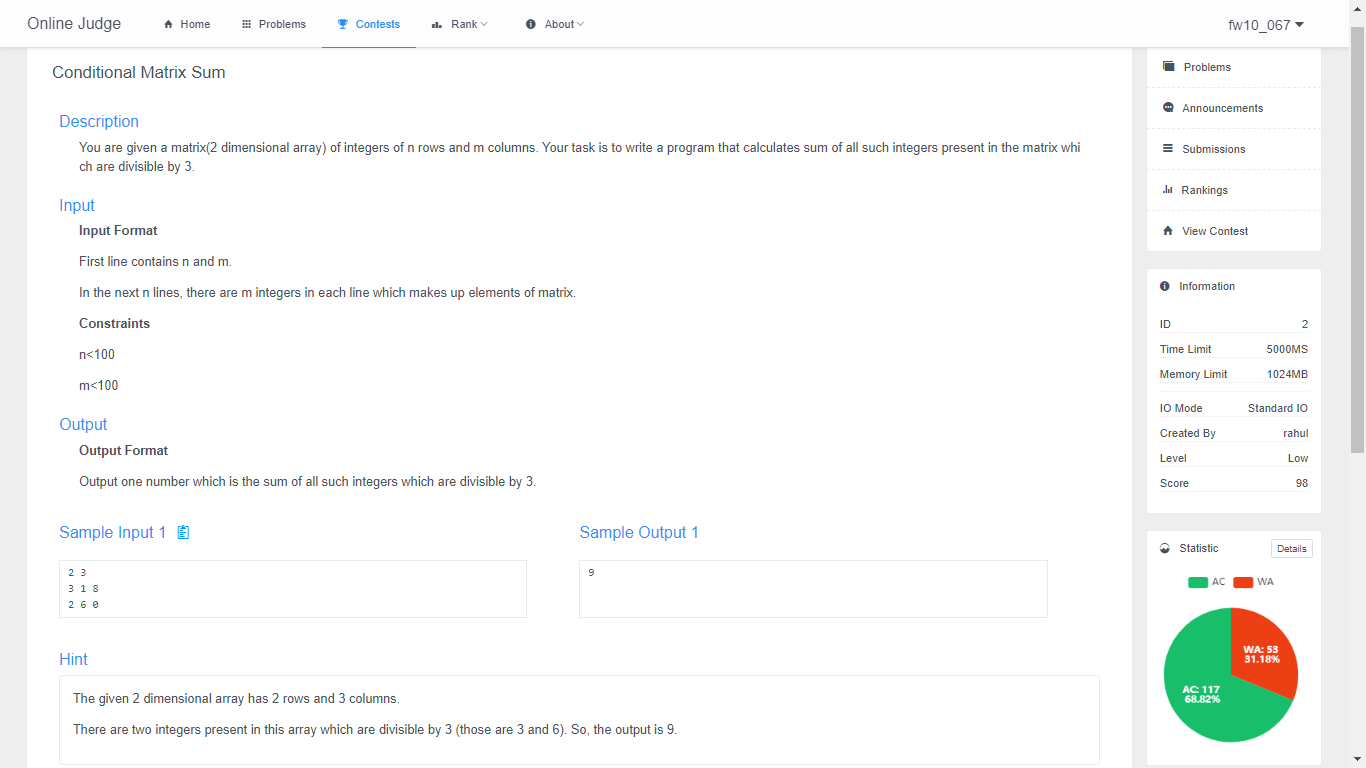 Online Judge
Home
Problems
Contests
Rank
About
fw10_067
Conditional Matrix Sum
Description
You are given a matrix(2 dimensional array) of integers of n rows and m columns. Your task is to write a program that calculates sum of all such integers present in the matrix whi
ch are divisible by 3.
Input
Input Format
First line contains n and m.
In the next n lines, there are m integers in each line which makes up elements of matrix.
Constraints
n<100
m<100
Output
Output Format
Output one number which is the sum of all such integers which are divisible by 3.
Sample Input 1
2 3
3 1 8
2 6 0
Sample Output 1
9
Hint
The given 2 dimensional array has 2 rows and 3 columns.
There are two integers present in this array which are divisible by 3 (those are 3 and 6). So, the output is 9.
Problems
Announcements
Submissions
Rankings
View Contest
Information
ID 2
Time Limit 5000MS
Memory Limit 1024MB
IO Mode Standard IO
Created By rahul
Level Low
Score 98
Statistic Details
AC WA
WA: 53
31.18%
AC: 117
68.82%